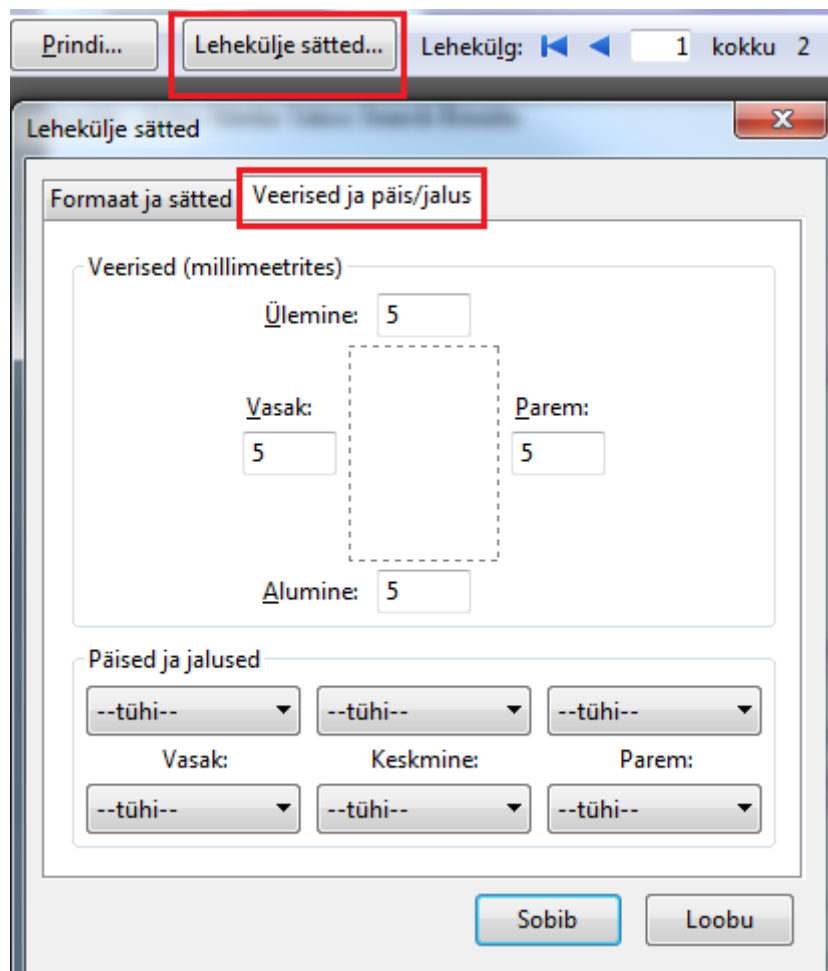 Prindi... Lehekülje sätted... Lehekülg: 1 kokku 2
Lehekülje sätted
Formaat ja sätted Veerised ja päis/jalus
Veerised (millimeetrites)
Ülemine: 5
Vasak: Parem:
5 5
Alumine: 5
Päised ja jalused
--tühi-- --tühi-- --tühi--
Vasak: Keskmine: Parem:
--tühi-- --tühi-- --tühi--
Sobib Loobu